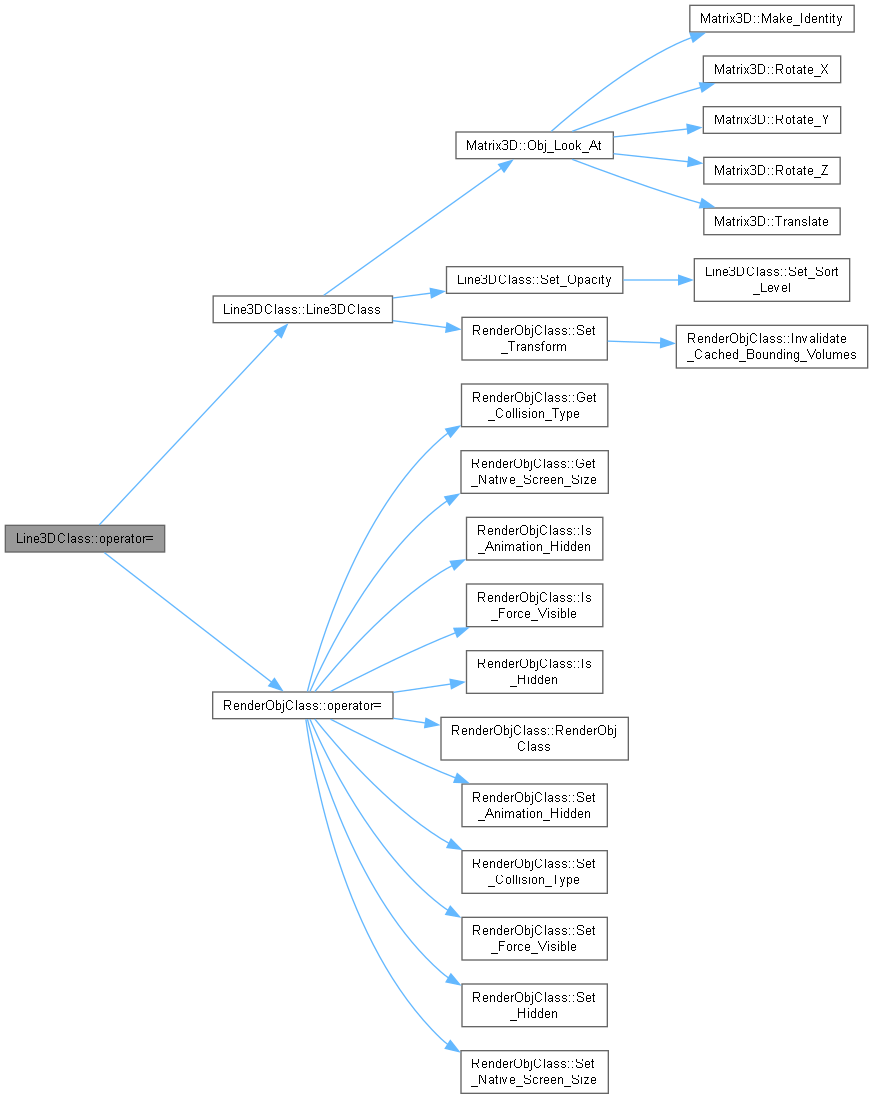 Matrix3D::Make_Identity
Matrix3D::Rotate_X
Matrix3D::Rotate_Y
Matrix3D::Obj_Look_At
Matrix3D::Rotate_Z
Matrix3D::Translate
Line3DClass::Set_Opacity
Line3DClass::Set_Sort
_Level
Line3DClass::Line3DClass
RenderObjClass::Set
_Transform
RenderObjClass::Invalidate
_Cached_Bounding_Volumes
RenderObjClass::Get
_Collision_Type
RenderObjClass::Get
_Native_Screen_Size
Line3DClass::operator=
RenderObjClass::Is
_Animation_Hidden
RenderObjClass::Is
_Force_Visible
RenderObjClass::Is
_Hidden
RenderObjClass::operator=
RenderObjClass::RenderObj
Class
RenderObjClass::Set
_Animation_Hidden
RenderObjClass::Set
_Collision_Type
RenderObjClass::Set
_Force_Visible
RenderObjClass::Set
_Hidden
RenderObjClass::Set
_Native_Screen_Size